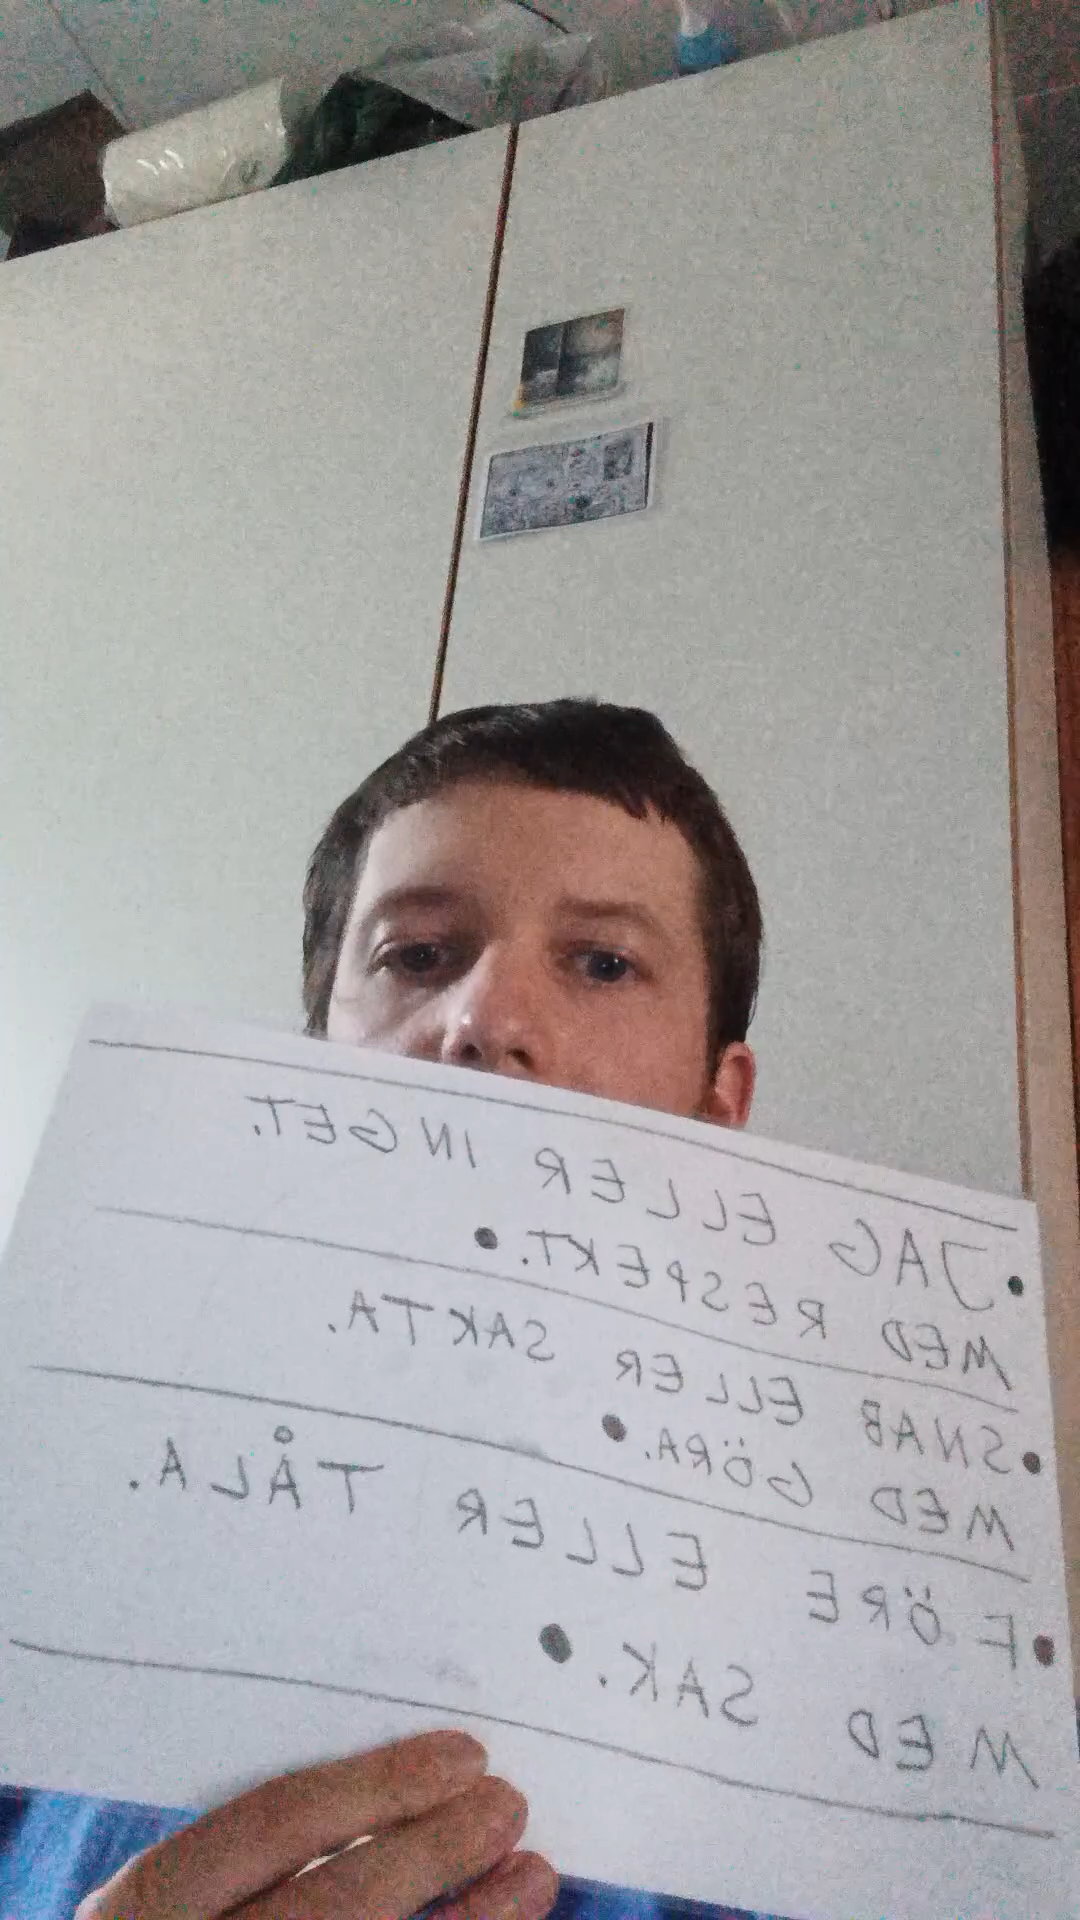 • JAG ELLER INGET.
MED RESPEKT. •
• SNAB ELLER SAKTA.
MED GÖRA. •
• FÖRE ELLER TÅLA.
MED SAK. •